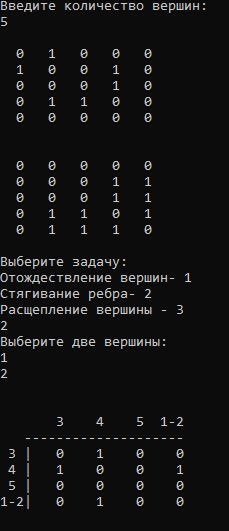 Введите количество вершин:
5
0 1 0 0 0
1 0 0 1 0
0 0 0 1 0
0 1 1 0 0
0 0 0 0 0
0 0 0 0 0
0 0 0 1 1
0 0 0 1 1
0 1 1 0 1
0 1 1 1 0
Выберите задачу:
Отождествление вершин- 1
Стягивание ребра- 2
Расщепление вершины - 3
2
Выберите две вершины:
1
2
3 4 5 1-2
--------------------
3 | 0 1 0 0
4 | 1 0 0 1
5 | 0 0 0 0
1-2| 0 1 0 0